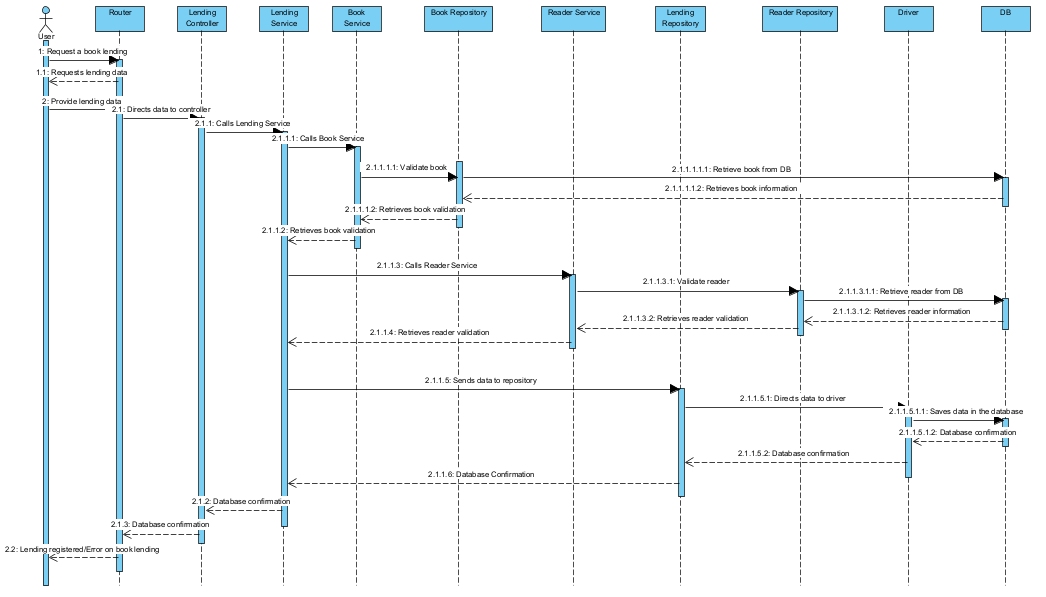 Router
Lending
Controller
Lending
Service
Book
Service
Book Repository
Reader Service
Lending
Repository
Reader Repository
Driver
DB
User
1: Request a book lending
1.1: Requests lending data
2: Provide lending data
2.1: Directs data to controller
2.1.1: Calls Lending Service
2.1.1.1: Calls Book Service
2.1.1.1.1: Validate book
2.1.1.1.1.1: Retrieve book from DB
2.1.1.1.1.2: Retrieves book information
2.1.1.1.2: Retrieves book validation
2.1.1.2: Retrieves book validation
2.1.1.3: Calls Reader Service
2.1.1.3.1: Validate reader
2.1.1.3.1.1: Retrieve reader from DB
2.1.1.3.1.2: Retrieves reader information
2.1.1.3.2: Retrieves reader validation
2.1.1.4: Retrieves reader validation
2.1.1.5: Sends data to repository
2.1.1.5.1: Directs data to driver
2.1.1.5.1.1: Saves data in the database
2.1.1.5.1.2: Database confirmation
2.1.1.5.2: Database confirmation
2.1.1.6: Database Confirmation
2.1.2: Database confirmation
2.1.3: Database confirmation
2.2: Lending registered/Error on book lending